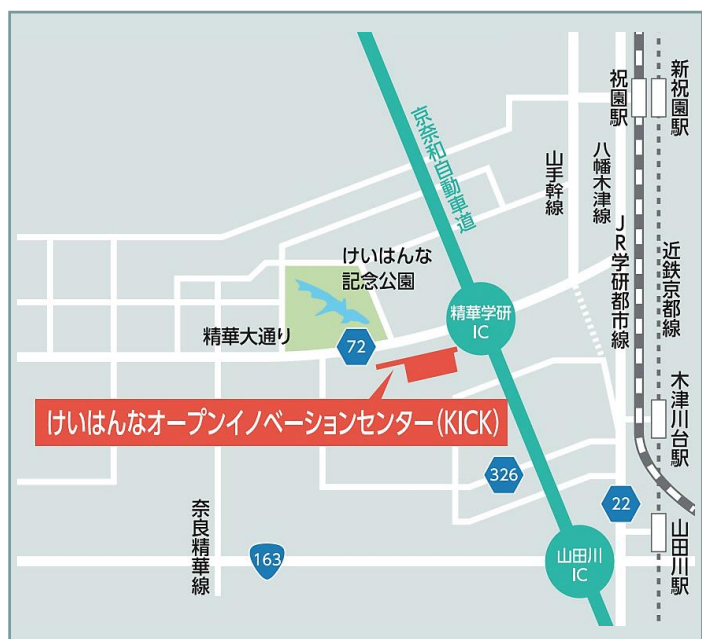 京奈和自動車道
祝園駅
新祝園駅
山手幹線
八幡木津線
JR学研都市線
近鉄京都線
けいはんな
記念公園
精華学研
IC
精華大通り
72
けいはんなオープンイノベーションセンター(KICK)
木津川台駅
326
22
奈良精華線
163
山田川
IC
山田川駅